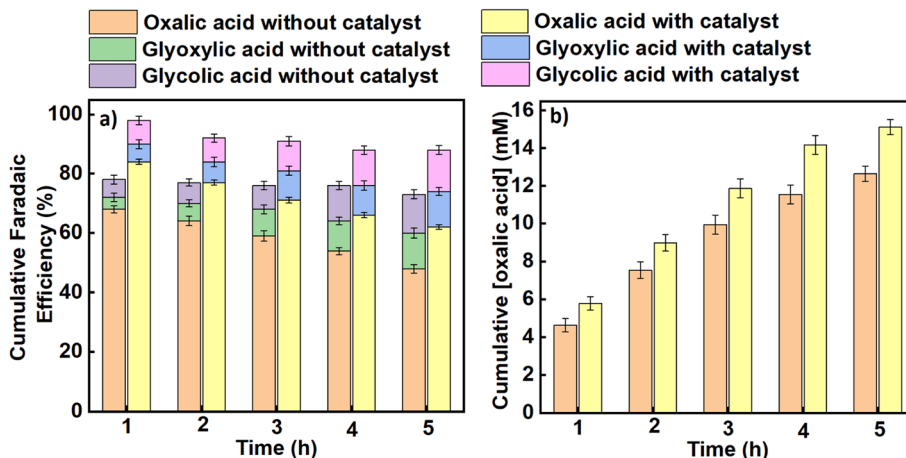 Oxalic acid without catalyst
Glyoxylic acid without catalyst
Glycolic acid without catalyst
Oxalic acid with catalyst
Glyoxylic acid with catalyst
Glycolic acid with catalyst
a)
Cumulative Faradaic
Efficiency (%)
100
80
60
40
20
0
1 2 3 4 5
Time (h)
b)
Cumulative [oxalic acid] (mM)
16
14
12
10
8
6
4
2
0
1 2 3 4 5
Time (h)